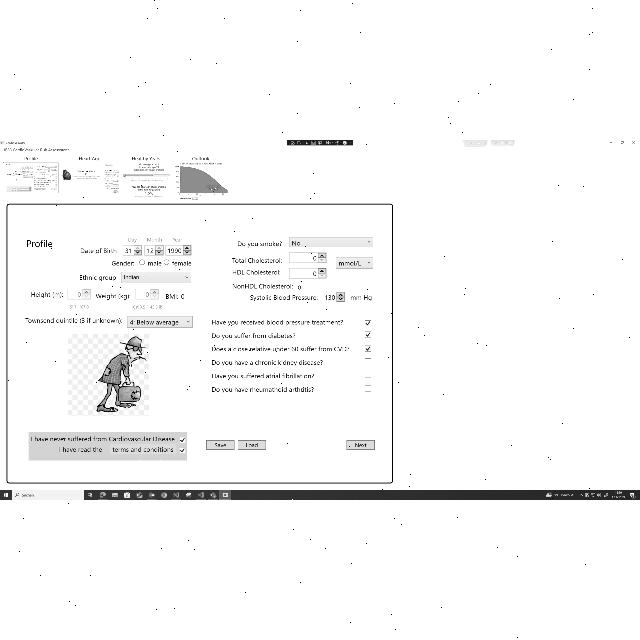 Profile
Heart Age
Healthy Years
Outlook
Profile
Day Month Year
Date of Birth 31 12 1990
Gender: male female
Ethnic group Indian
Height (m): 0 Weight (kg): 0 BMI: 0
Townsend quintile (3 if unknown): 4: Below average
Do you smoke? No
Total Cholesterol: 0 mmol/L
HDL Cholesterol: 0
NonHDL Cholesterol: 0
Systolic Blood Pressure: 130 mm Hg
Have you received blood pressure treatment?
Do you suffer from diabetes?
Does a close relative under 60 suffer from CVD?
Do you have a chronic kidney disease?
Have you suffered atrial fibrillation?
Do you have rheumathoid arthritis?
I have never suffered from Cardiovascular Disease
I have read the terms and conditions
Save Load Next